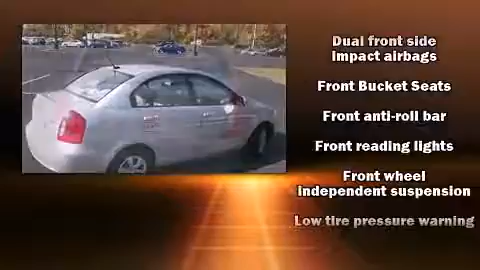 Dual front side
impact airbags
Front Bucket Seats
Front anti-roll bar
Front reading lights
Front wheel
independent suspension
Low tire pressure warning